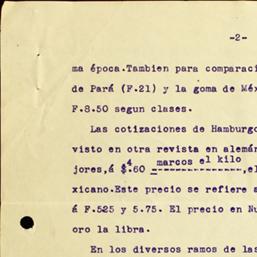 -2-
ma época.Tambien para comparaci
de Pará (F.21) y la goma de Méx
F.8.50 segun clases.
Las cotizaciones de Hamburgo
visto en otra revista en alemán
4 marcos el kilo
jores,á $.60 -----------,el
xicano.Este precio se refiere a
á F.525 y 5.75. El precio en Nu
oro la libra.
En los diversos ramos de las